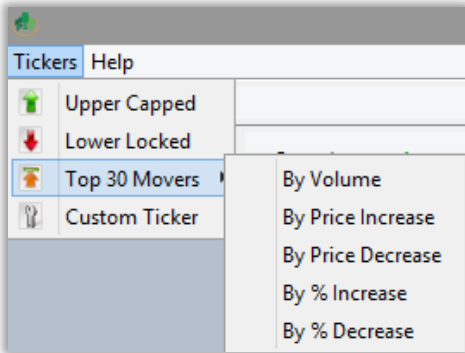 Tickers Help
Upper Capped
Lower Locked
Top 30 Movers
Custom Ticker
By Volume
By Price Increase
By Price Decrease
By % Increase
By % Decrease